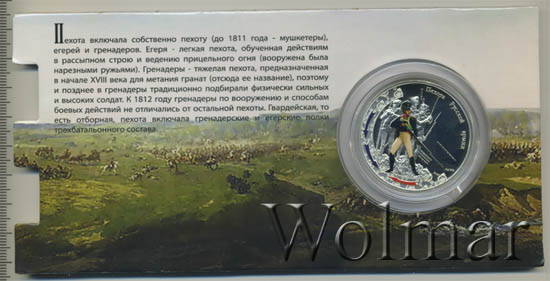 Пехота включала собственно пехоту (до 1811 года - мушкетеры),
егерей и гренадеров. Егеря - легкая пехота, обученная действиям
в рассыпном строю и ведению прицельного огня (вооружена была
нарезными ружьями). Гренадеры - тяжелая пехота, предназначенная
в начале XVIII века для метания гранат (отсюда ее название), поэтому
и позднее в гренадеры традиционно подбирали физически сильных
и высоких солдат. К 1812 году гренадеры по вооружению и способам
боевых действий не отличались от остальной пехоты. Гвардейская, то
есть отборная, пехота включала гренадерские и егерские полки
трехбатальонного состава.
Пехота Русской армии
Wolmar